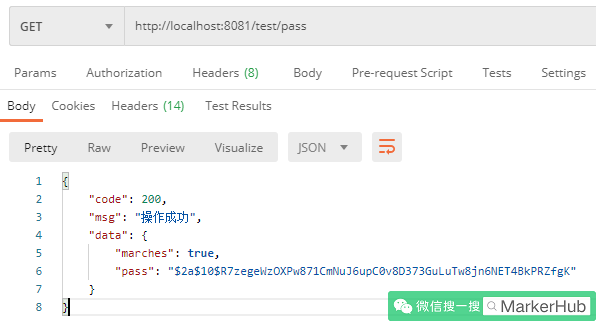 GET http://localhost:8081/test/pass
Params Authorization Headers (8) Body Pre-request Script Tests Settings
Body Cookies Headers (14) Test Results
Pretty Raw Preview Visualize JSON
1 {
2 "code": 200,
3 "msg": "操作成功",
4 "data": {
5 "marches": true,
6 "pass": "$2a$10$R7zegeWzOXPw871CmNuJ6upC0v8D373GuLuTw8jn6NET4BkPRZfgK"
7 }
8 }
微信搜一搜 MarkerHub